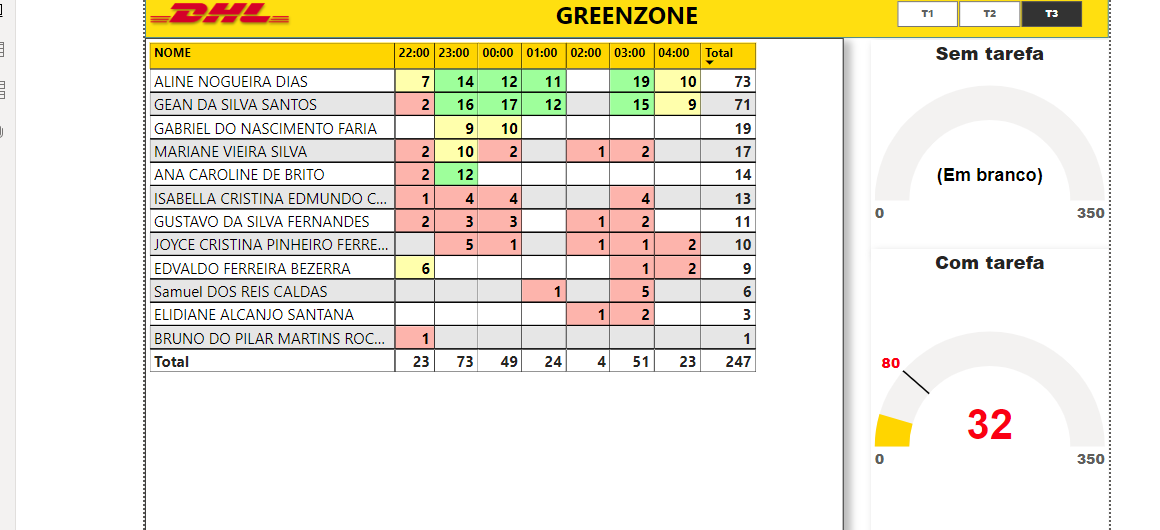 DHL GREENZONE T1 T2 T3
NOME 22:00 23:00 00:00 01:00 02:00 03:00 04:00 Total
ALINE NOGUEIRA DIAS 7 14 12 11 19 10 73
GEAN DA SILVA SANTOS 2 16 17 12 15 9 71
GABRIEL DO NASCIMENTO FARIA 9 10 19
MARIANE VIEIRA SILVA 2 10 2 1 2 17
ANA CAROLINE DE BRITO 2 12 14
ISABELLA CRISTINA EDMUNDO C... 1 4 4 4 13
GUSTAVO DA SILVA FERNANDES 2 3 3 1 2 11
JOYCE CRISTINA PINHEIRO FERRE... 5 1 1 1 2 10
EDVALDO FERREIRA BEZERRA 6 1 2 9
Samuel DOS REIS CALDAS 1 5 6
ELIDIANE ALCANJO SANTANA 1 2 3
BRUNO DO PILAR MARTINS ROC... 1 1
Total 23 73 49 24 4 51 23 247
Sem tarefa
(Em branco)
0 350
Com tarefa
80
32
0 350